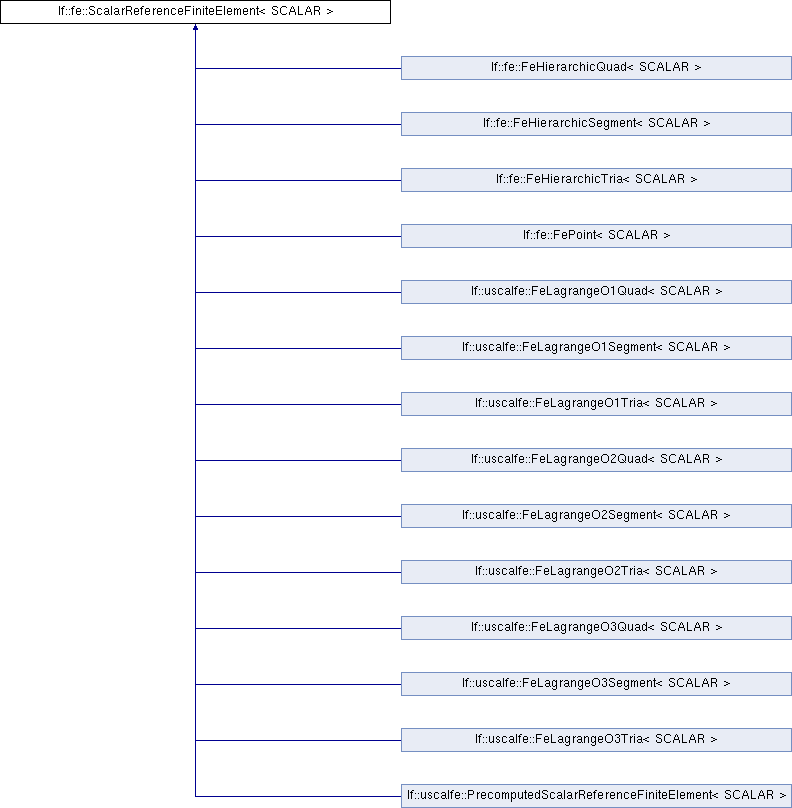 lf::fe::ScalarReferenceFiniteElement< SCALAR >
lf::fe::FeHierarchicQuad< SCALAR >
lf::fe::FeHierarchicSegment< SCALAR >
lf::fe::FeHierarchicTria< SCALAR >
lf::fe::FePoint< SCALAR >
lf::uscalfe::FeLagrangeO1Quad< SCALAR >
lf::uscalfe::FeLagrangeO1Segment< SCALAR >
lf::uscalfe::FeLagrangeO1Tria< SCALAR >
lf::uscalfe::FeLagrangeO2Quad< SCALAR >
lf::uscalfe::FeLagrangeO2Segment< SCALAR >
lf::uscalfe::FeLagrangeO2Tria< SCALAR >
lf::uscalfe::FeLagrangeO3Quad< SCALAR >
lf::uscalfe::FeLagrangeO3Segment< SCALAR >
lf::uscalfe::FeLagrangeO3Tria< SCALAR >
lf::uscalfe::PrecomputedScalarReferenceFiniteElement< SCALAR >